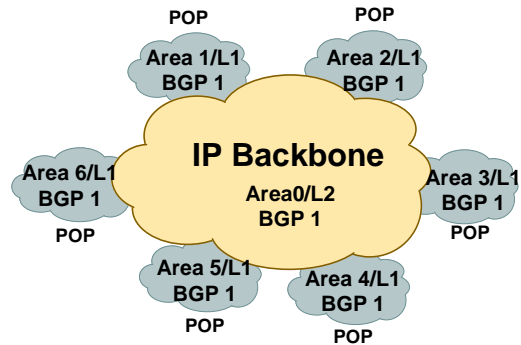 POP
Area 1/L1
BGP 1
POP
Area 2/L1
BGP 1
IP Backbone
Area0/L2
BGP 1
Area 6/L1
BGP 1
POP
Area 3/L1
BGP 1
POP
Area 5/L1
BGP 1
POP
Area 4/L1
BGP 1
POP